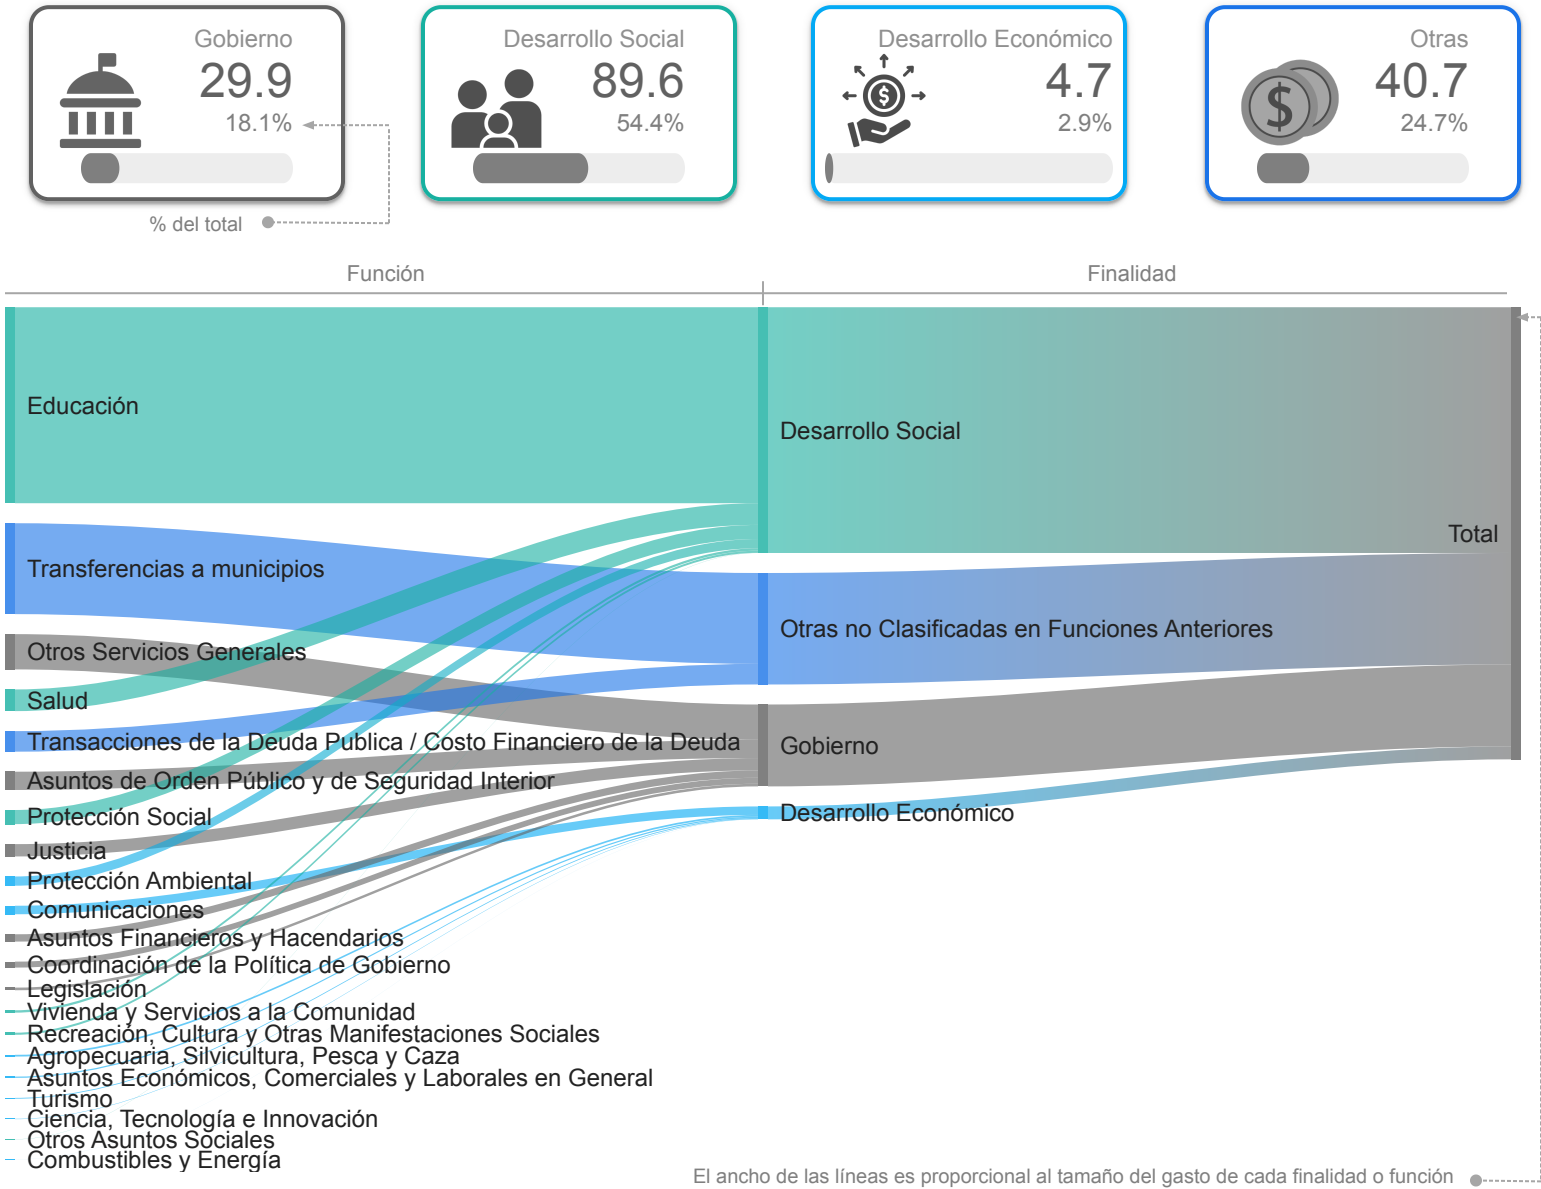 Gobierno
29.9
18.1%
Desarrollo Social
89.6
54.4%
Desarrollo Económico
4.7
2.9%
Otras
40.7
24.7%
% del total
Función
Finalidad
Educación
Transferencias a municipios
Otros Servicios Generales
Salud
Transacciones de la Deuda Publica / Costo Financiero de la Deuda
Asuntos de Orden Público y de Seguridad Interior
Protección Social
Justicia
Protección Ambiental
Comunicaciones
Asuntos Financieros y Hacendarios
Coordinación de la Política de Gobierno
Legislación
Vivienda y Servicios a la Comunidad
Recreación, Cultura y Otras Manifestaciones Sociales
Agropecuaria, Silvicultura, Pesca y Caza
Asuntos Económicos, Comerciales y Laborales en General
Turismo
Ciencia, Tecnología e Innovación
Otros Asuntos Sociales
Combustibles y Energía
Desarrollo Social
Otras no Clasificadas en Funciones Anteriores
Gobierno
Desarrollo Económico
Total
El ancho de las líneas es proporcional al tamaño del gasto de cada finalidad o función